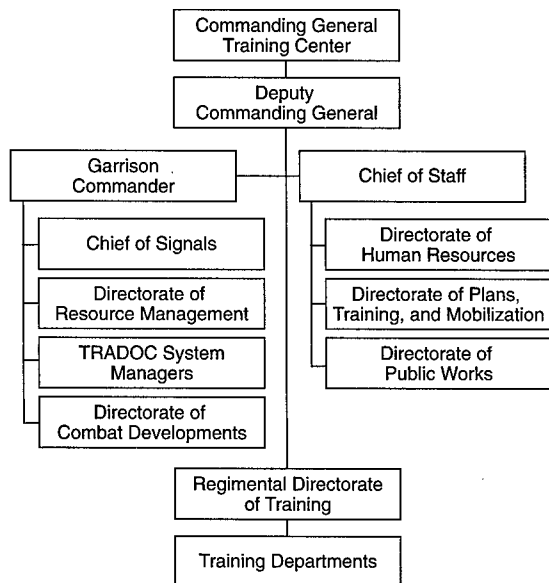 Commanding General
Training Center
Deputy
Commanding General
Garrison
Commander
Chief of Staff
Chief of Signals
Directorate of
Resource Management
TRADOC System
Managers
Directorate of
Combat Developments
Directorate of
Human Resources
Directorate of Plans,
Training, and Mobilization
Directorate of
Public Works
Regimental Directorate
of Training
Training Departments